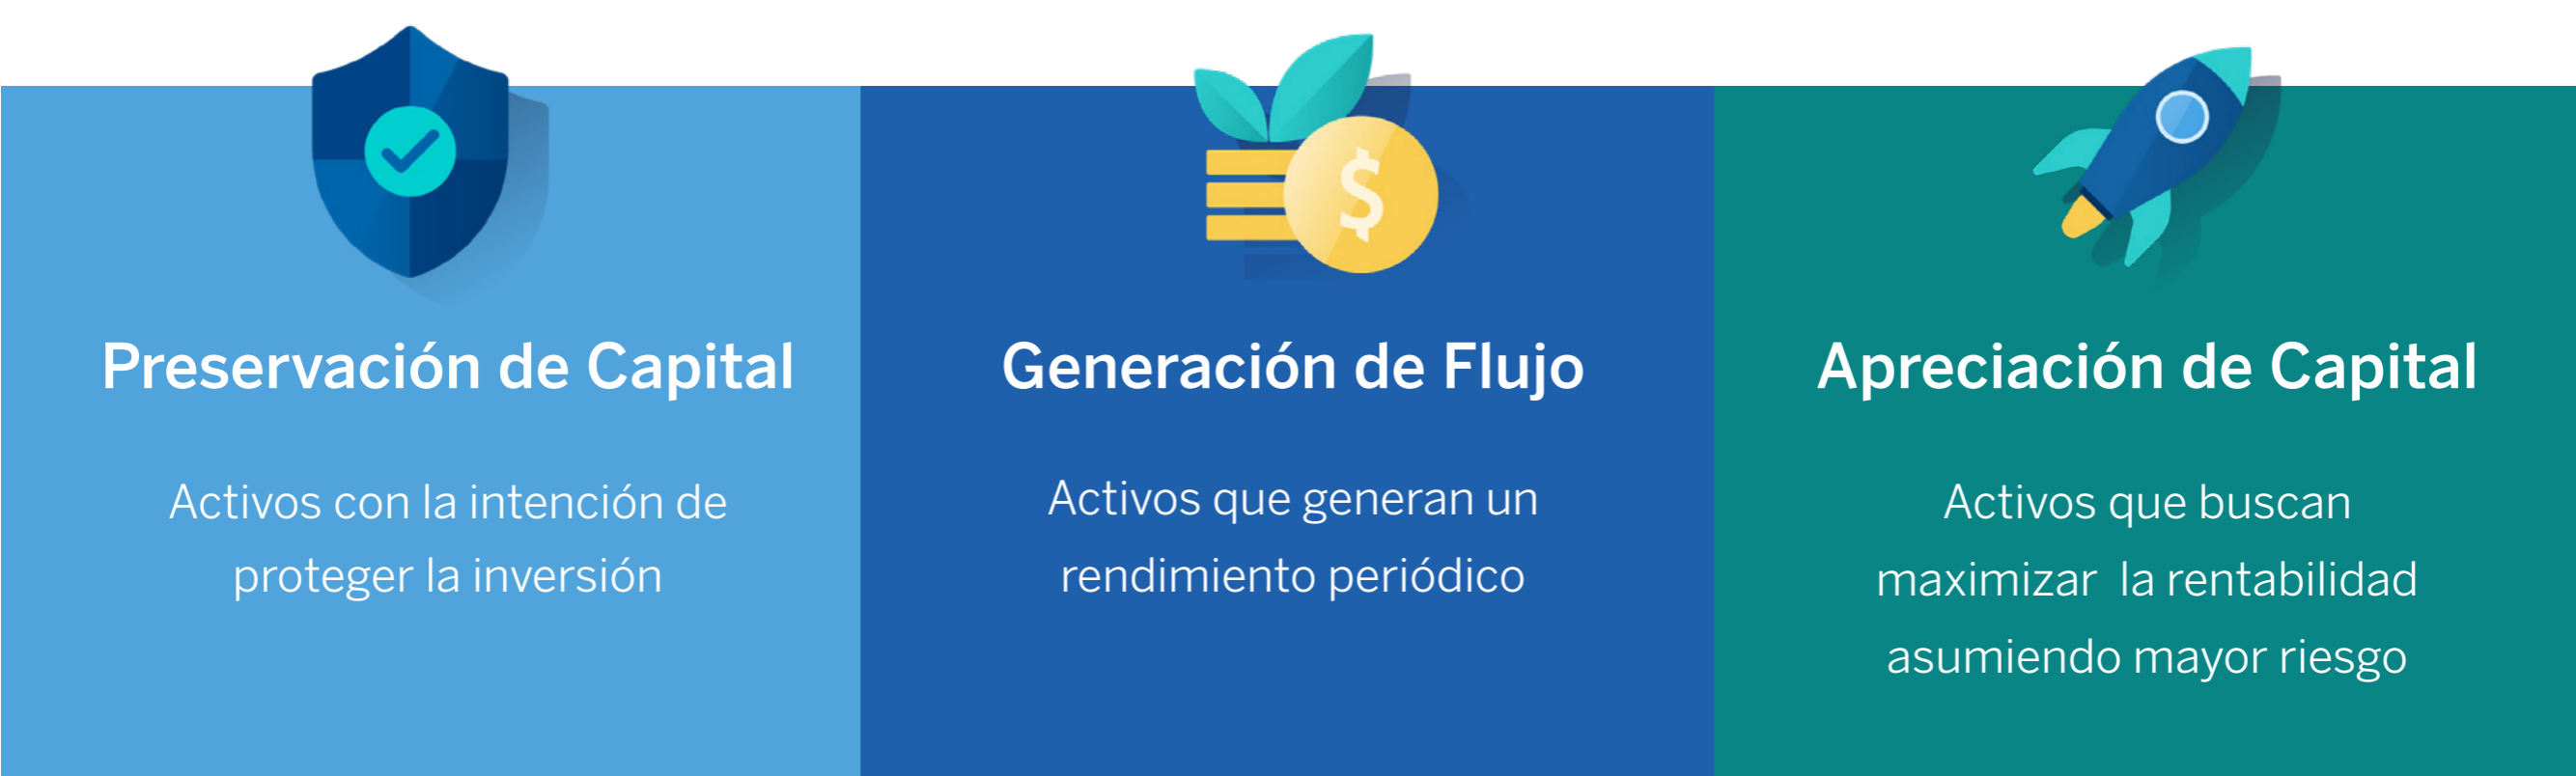 $
Preservación de Capital
Activos con la intención de
proteger la inversión
Generación de Flujo
Activos que generan un
rendimiento periódico
Apreciación de Capital
Activos que buscan
maximizar  la rentabilidad
asumiendo mayor riesgo